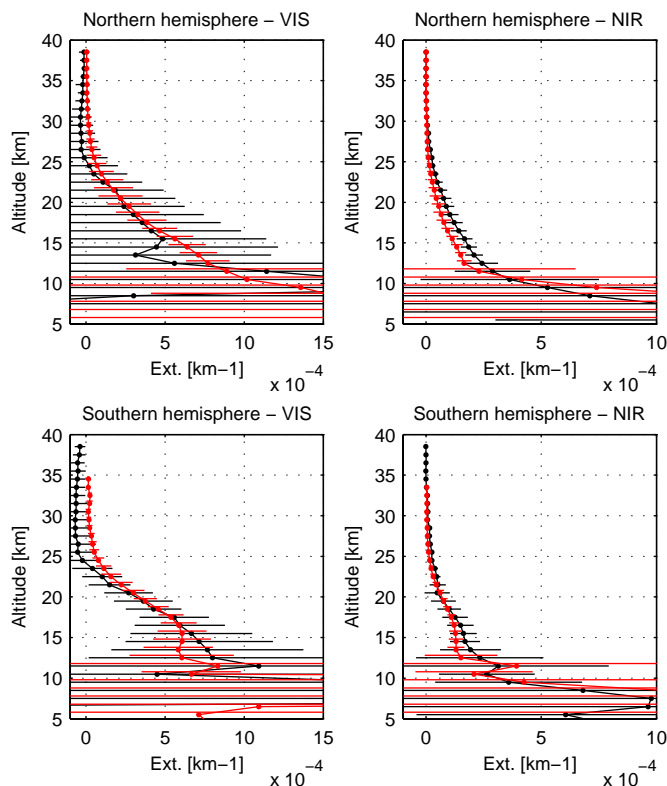 Northern hemisphere − VIS
Northern hemisphere − NIR
40
35
30
25
20
15
10
5
Altitude [km]
0
5
10
15
Ext. [km−1]
x 10 −4
40
35
30
25
20
15
10
5
Altitude [km]
0
5
10
Ext. [km−1]
x 10 −4
Southern hemisphere − VIS
Southern hemisphere − NIR
40
35
30
25
20
15
10
5
Altitude [km]
0
5
10
15
Ext. [km−1]
x 10 −4
40
35
30
25
20
15
10
5
Altitude [km]
0
5
10
Ext. [km−1]
x 10 −4